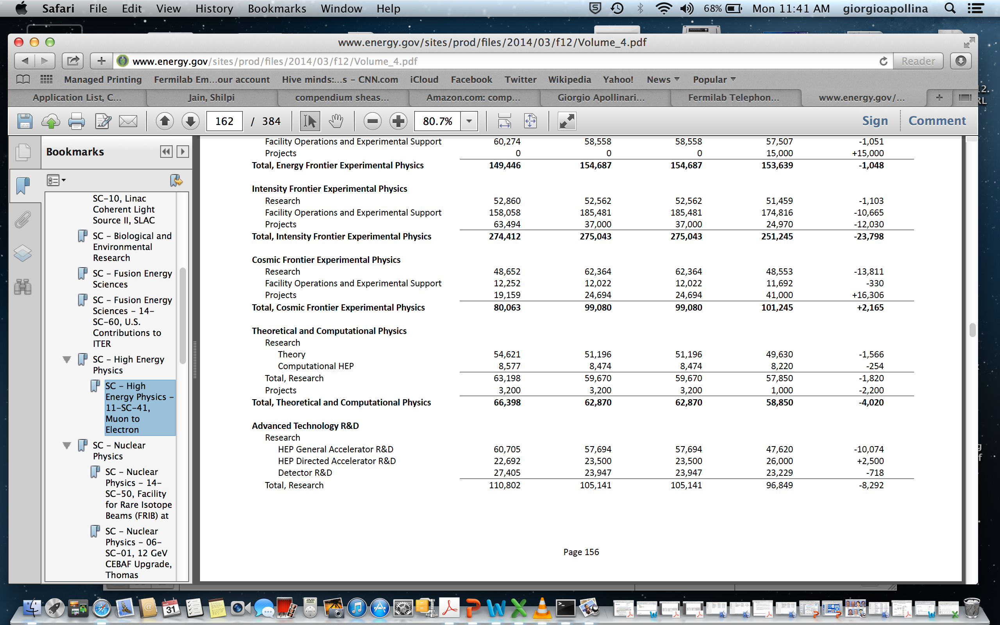 Safari File Edit View History Bookmarks Window Help 68% Mon 11:41 AM giorgioapollina
www.energy.gov/sites/prod/files/2014/03/f12/Volume_4.pdf
www.energy.gov/sites/prod/files/2014/03/f12/Volume_4.pdf Reader
Managed Printing Fermilab Em...our account Hive minds:...s – CNN.com iCloud Facebook Twitter Wikipedia Yahoo! News Popular
Application List, C... Jain, Shilpi compendium sheas... Amazon.com: comp... Giorgio Apollinari... Fermilab Telephon... www.energy.gov/...
162 / 384 80.7% Sign Comment
Bookmarks
SC–10, Linac
Coherent Light
Source II, SLAC
SC – Biological and
Environmental
Research
SC – Fusion Energy
Sciences
SC – Fusion Energy
Sciences – 14–
SC–60, U.S.
Contributions to
ITER
SC – High Energy
Physics
SC – High
Energy Physics –
11–SC–41,
Muon to
Electron
SC – Nuclear
Physics
SC – Nuclear
Physics – 14–
SC–50, Facility
for Rare Isotope
Beams (FRIB) at
SC – Nuclear
Physics – 06–
SC–01, 12 GeV
CEBAF Upgrade,
Thomas
Facility Operations and Experimental Support 60,274 58,558 58,558 57,507 -1,051
Projects 0 0 0 15,000 +15,000
Total, Energy Frontier Experimental Physics 149,446 154,687 154,687 153,639 -1,048
Intensity Frontier Experimental Physics
Research 52,860 52,562 52,562 51,459 -1,103
Facility Operations and Experimental Support 158,058 185,481 185,481 174,816 -10,665
Projects 63,494 37,000 37,000 24,970 -12,030
Total, Intensity Frontier Experimental Physics 274,412 275,043 275,043 251,245 -23,798
Cosmic Frontier Experimental Physics
Research 48,652 62,364 62,364 48,553 -13,811
Facility Operations and Experimental Support 12,252 12,022 12,022 11,692 -330
Projects 19,159 24,694 24,694 41,000 +16,306
Total, Cosmic Frontier Experimental Physics 80,063 99,080 99,080 101,245 +2,165
Theoretical and Computational Physics
Research
Theory 54,621 51,196 51,196 49,630 -1,566
Computational HEP 8,577 8,474 8,474 8,220 -254
Total, Research 63,198 59,670 59,670 57,850 -1,820
Projects 3,200 3,200 3,200 1,000 -2,200
Total, Theoretical and Computational Physics 66,398 62,870 62,870 58,850 -4,020
Advanced Technology R&D
Research
HEP General Accelerator R&D 60,705 57,694 57,694 47,620 -10,074
HEP Directed Accelerator R&D 22,692 23,500 23,500 26,000 +2,500
Detector R&D 27,405 23,947 23,947 23,229 -718
Total, Research 110,802 105,141 105,141 96,849 -8,292
Page 156
12.
RL
MAR
31
DVD